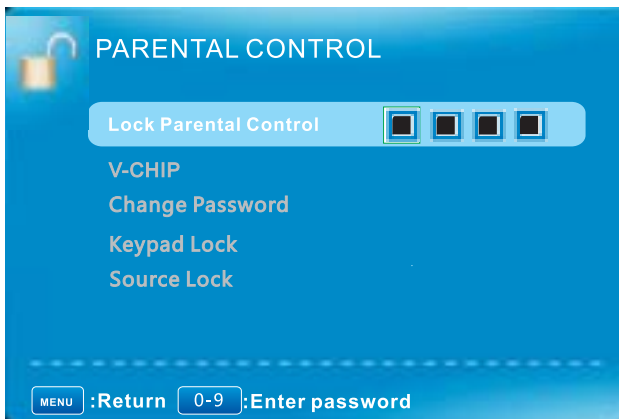 PARENTAL CONTROL
Lock Parental Control
V-CHIP
Change Password
Keypad Lock
Source Lock
MENU :Return 0-9 :Enter password